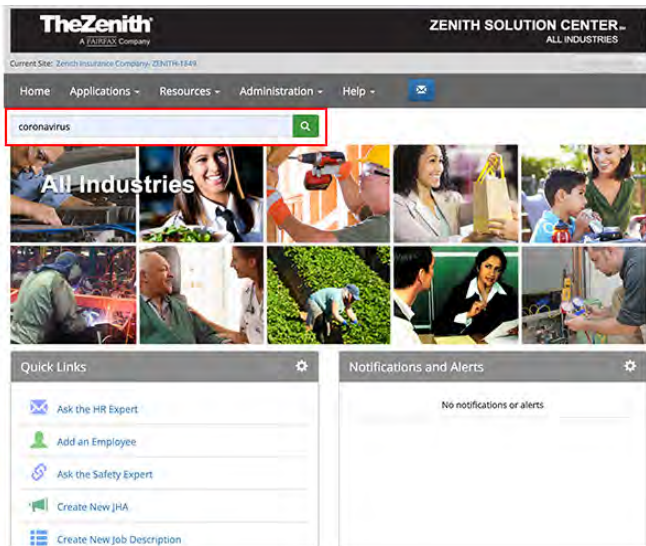 TheZenith®
A FAIRFAX Company
ZENITH SOLUTION CENTER℠
ALL INDUSTRIES
Current Site: Zenith Insurance Company- ZENITH-1849
Home Applications Resources Administration Help
coronavirus
All Industries
Quick Links
Notifications and Alerts
Ask the HR Expert
Add an Employee
Ask the Safety Expert
Create New JHA
Create New Job Description
No notifications or alerts